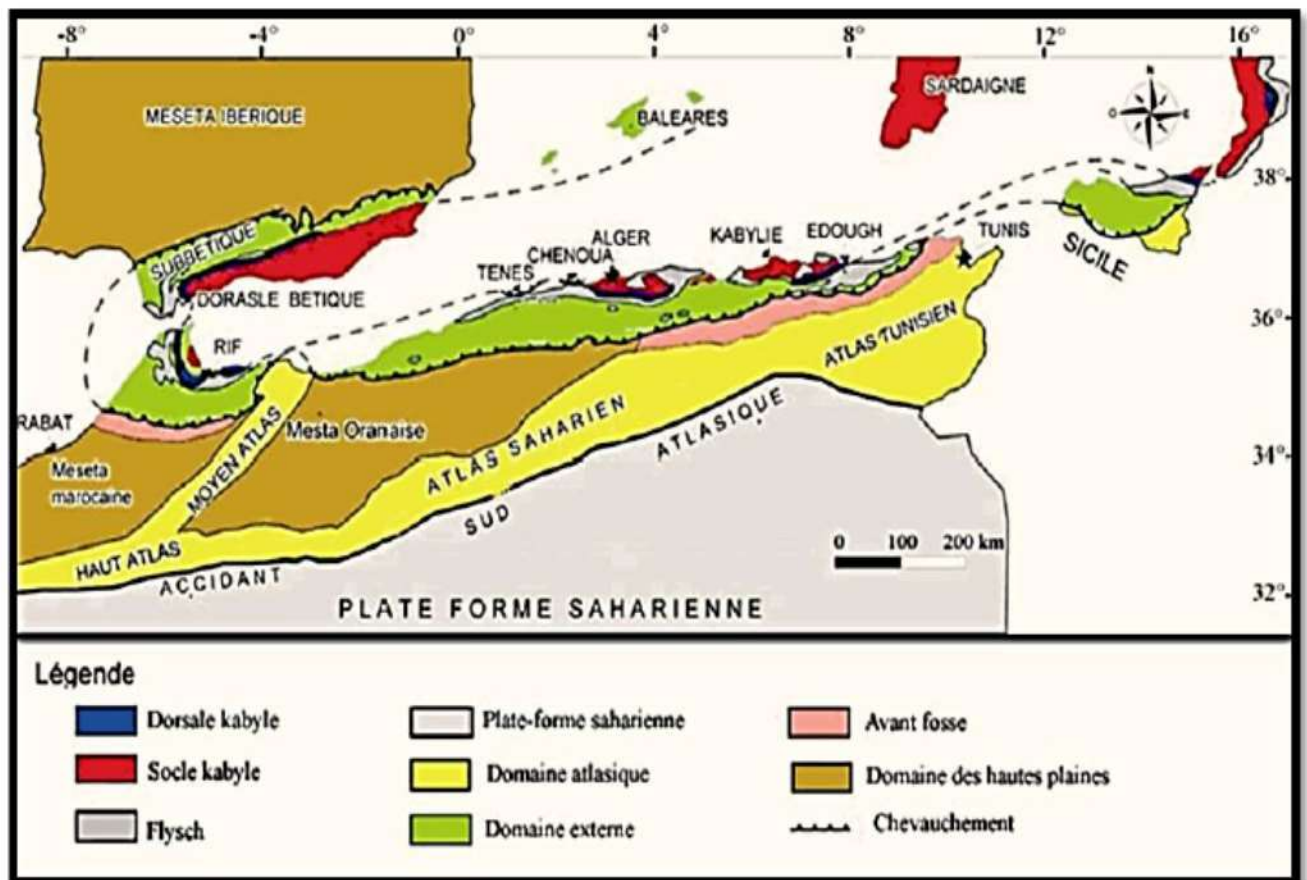 -8° -4° 0° 4° 8° 12° 16°
SARDAIGNE
N
MESETA IBERIQUE
BALEARES
O E
S
38°
ALGER KABYLIE EDOUGH TUNIS
SUBBETIQUE
CHENOUA
SICILE
TENES
DORASLE BETIQUE
36°
RIF
ATLAS TUNISIEN
RABAT
Mesta Oranaise
ATLAS SAHARIEN
ATLASIQUE
34°
Meseta
marocaine
MOYEN ATLAS
SUD
0 100 200 km
HAUT ATLAS
ACCIDANT
32°
PLATE FORME SAHARIENNE
Légende
Dorsale kabyle
Plate-forme saharienne
Avant fosse
Socle kabyle
Domaine atlasique
Domaine des hautes plaines
Flysch
Domaine externe
Chevauchement